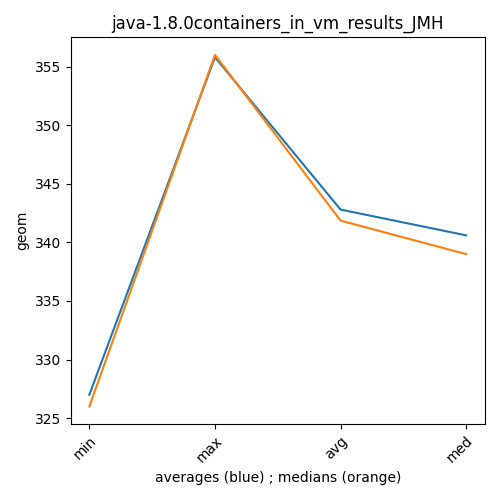 java-1.8.0containers_in_vm_results_JMH
355
350
345
340
335
330
325
geom
min
max
avg
med
averages (blue) ; medians (orange)